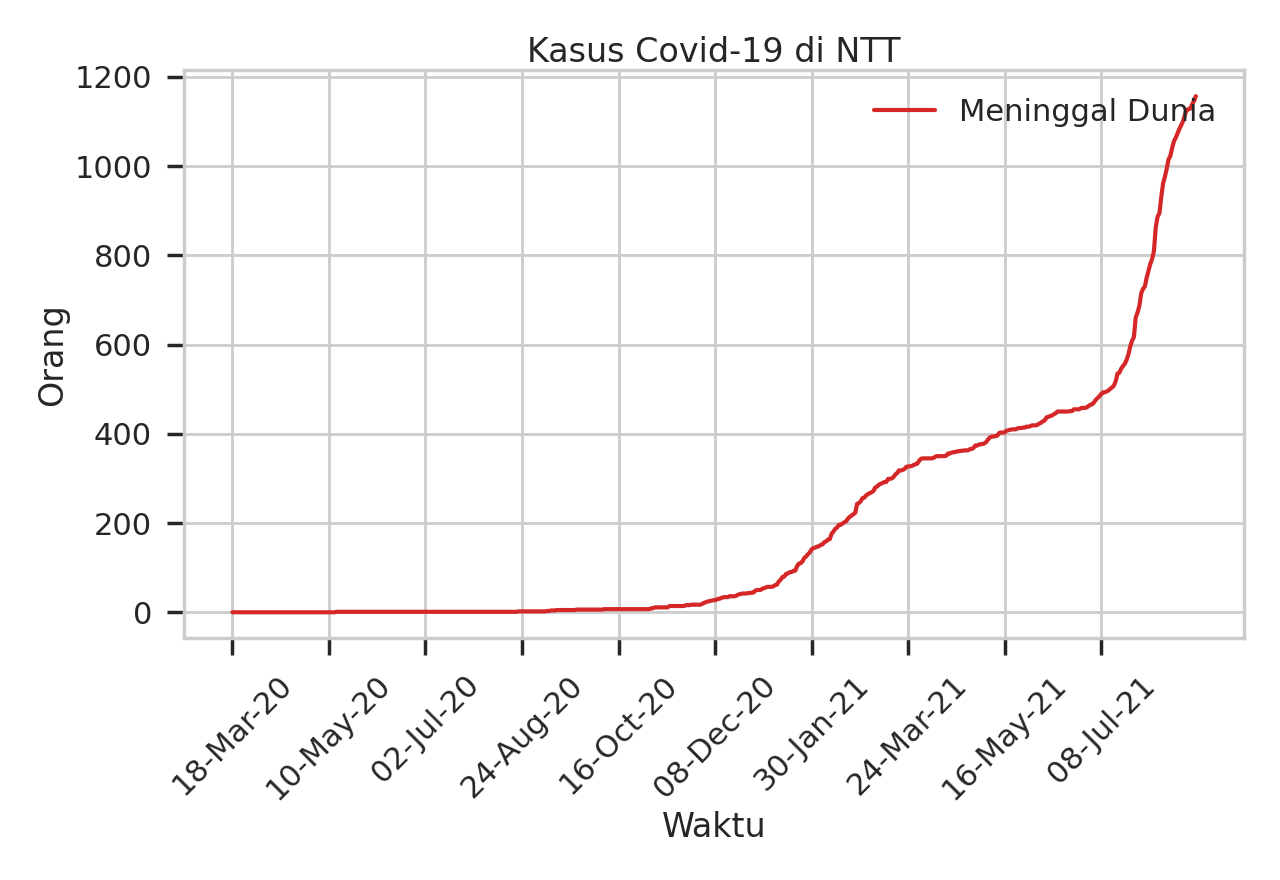 Kasus Covid-19 di NTT
Meninggal Dunia
1200
1000
800
600
400
200
0
Orang
18-Mar-20
10-May-20
02-Jul-20
24-Aug-20
16-Oct-20
08-Dec-20
30-Jan-21
24-Mar-21
16-May-21
08-Jul-21
Waktu